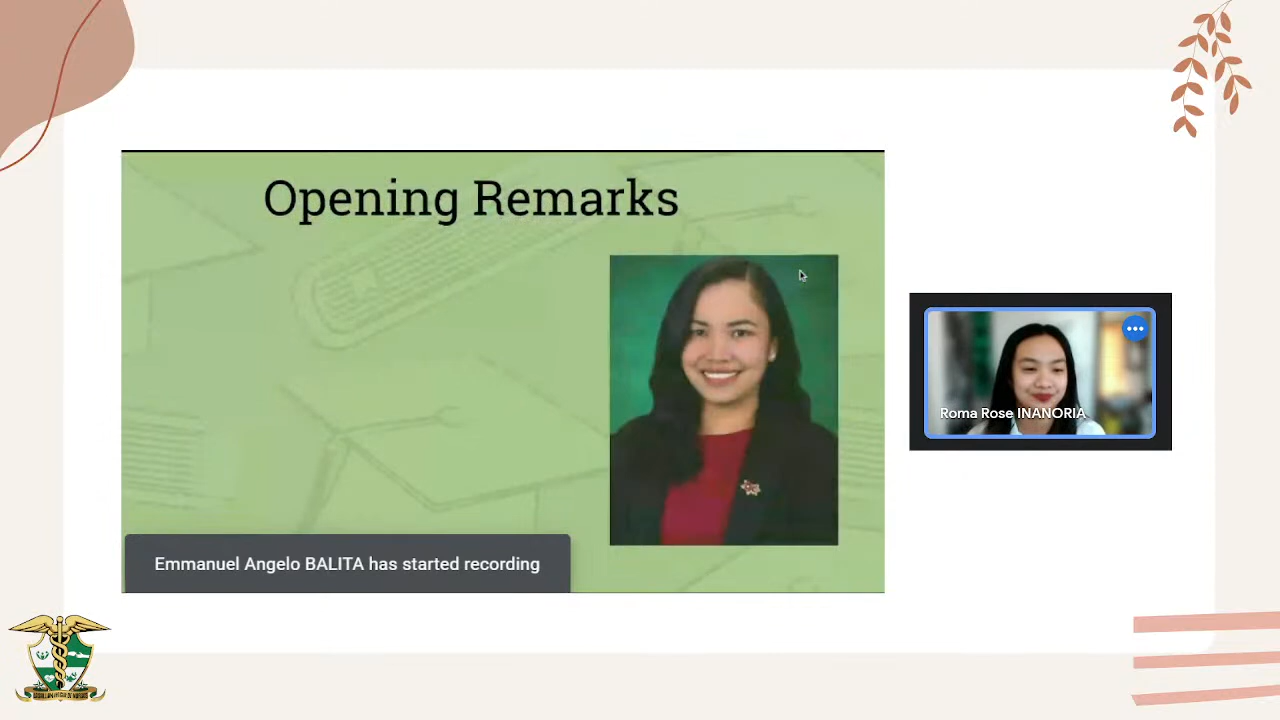 Opening Remarks
Roma Rose INANORIA
Emmanuel Angelo BALITA has started recording